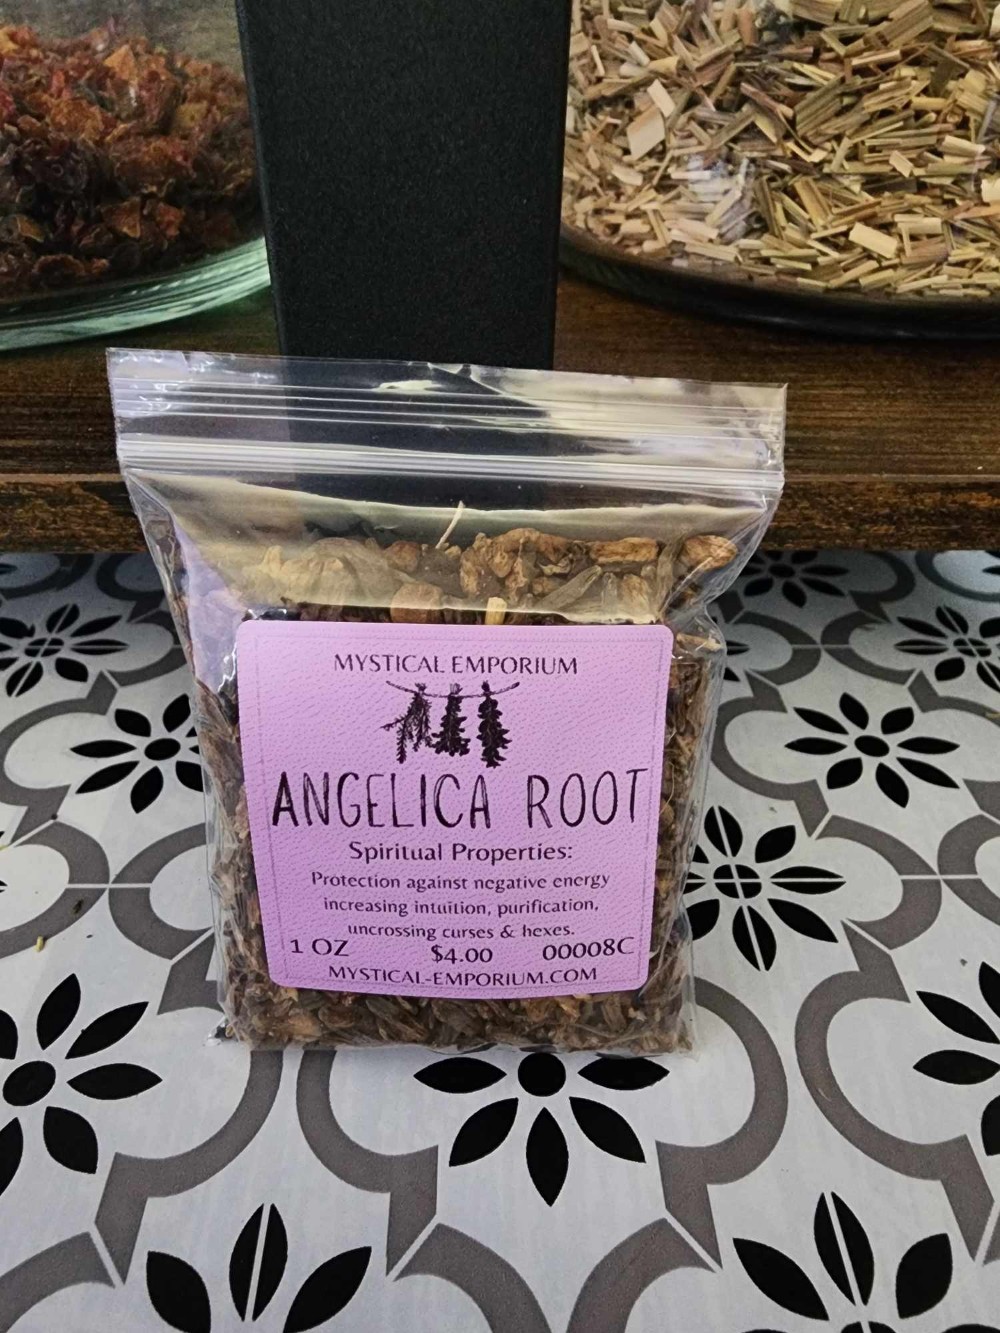 MYSTICAL EMPORIUM
ANGELICA ROOT
Spiritual Properties:
Protection against negative energy
increasing intuition, purification,
uncrossing curses & hexes.
1 OZ $4.00 00008C
MYSTICAL-EMPORIUM.COM